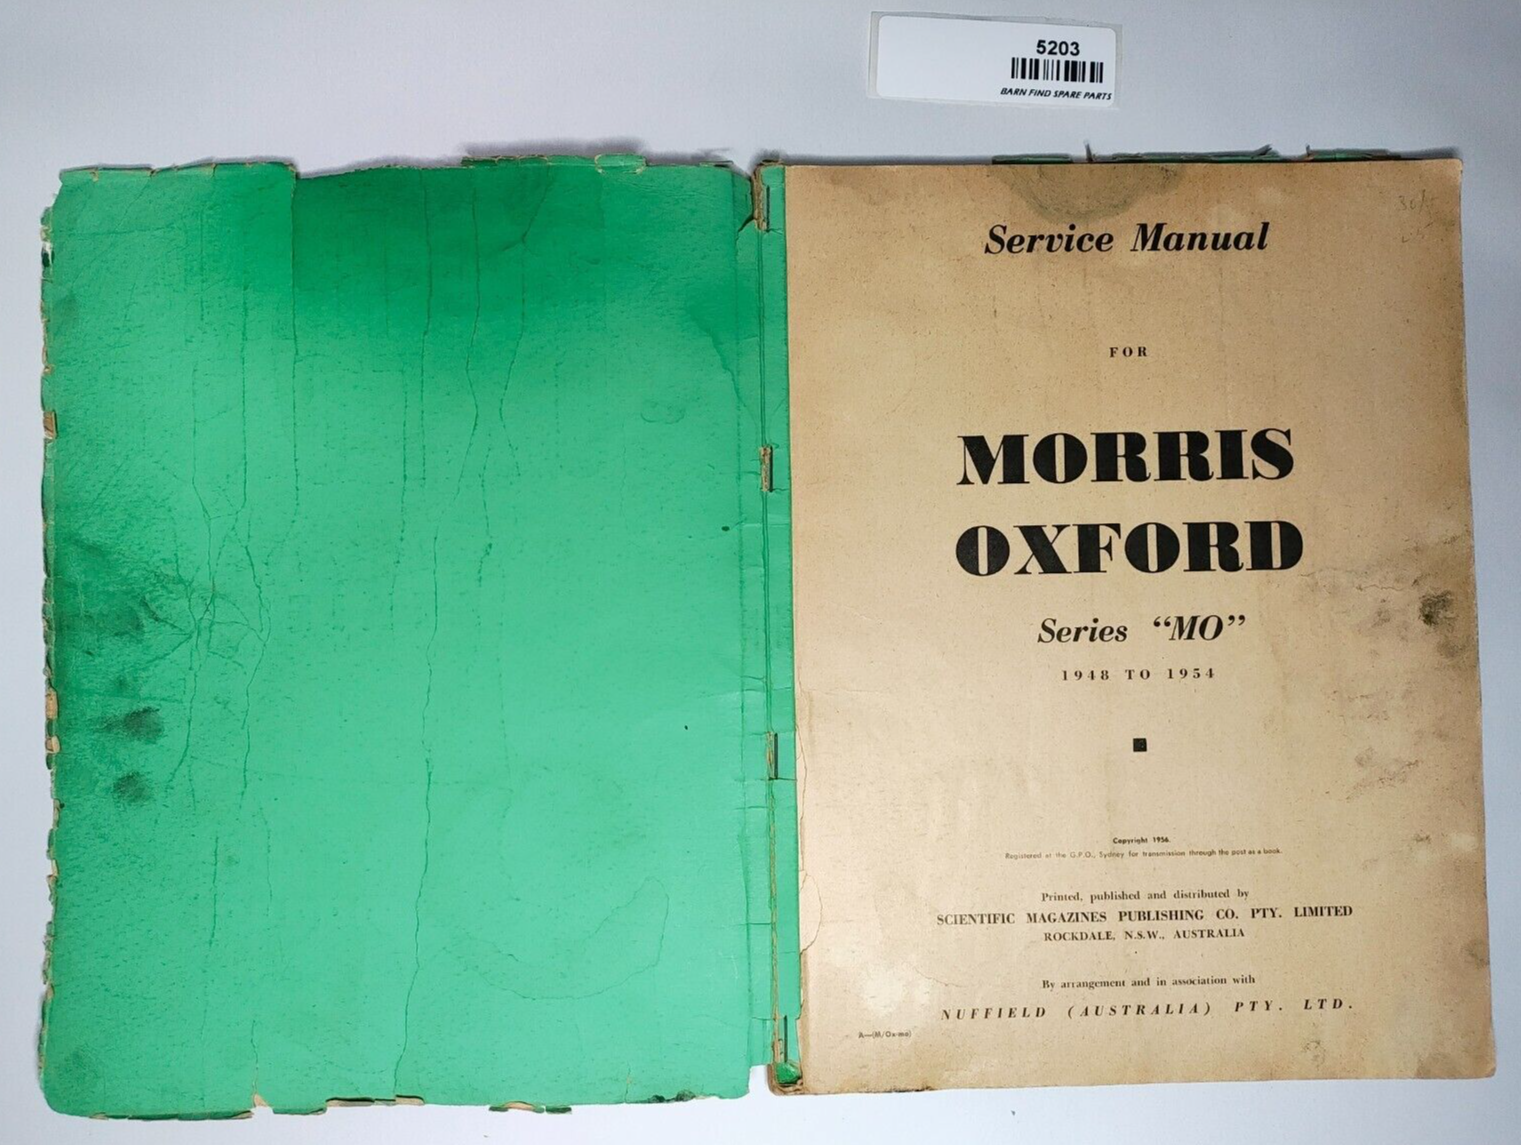 5203
BARN FIND SPARE PARTS
Service Manual
FOR
MORRIS
OXFORD
Series “MO”
1948 TO 1954
Copyright 1956.
Registered at the G.P.O., Sydney for transmission through the post as a book.
Printed, published and distributed by
SCIENTIFIC MAGAZINES PUBLISHING CO. PTY. LIMITED
ROCKDALE, N.S.W., AUSTRALIA
By arrangement and in association with
NUFFIELD (AUSTRALIA) PTY. LTD.
A—(M/Ox-mo)